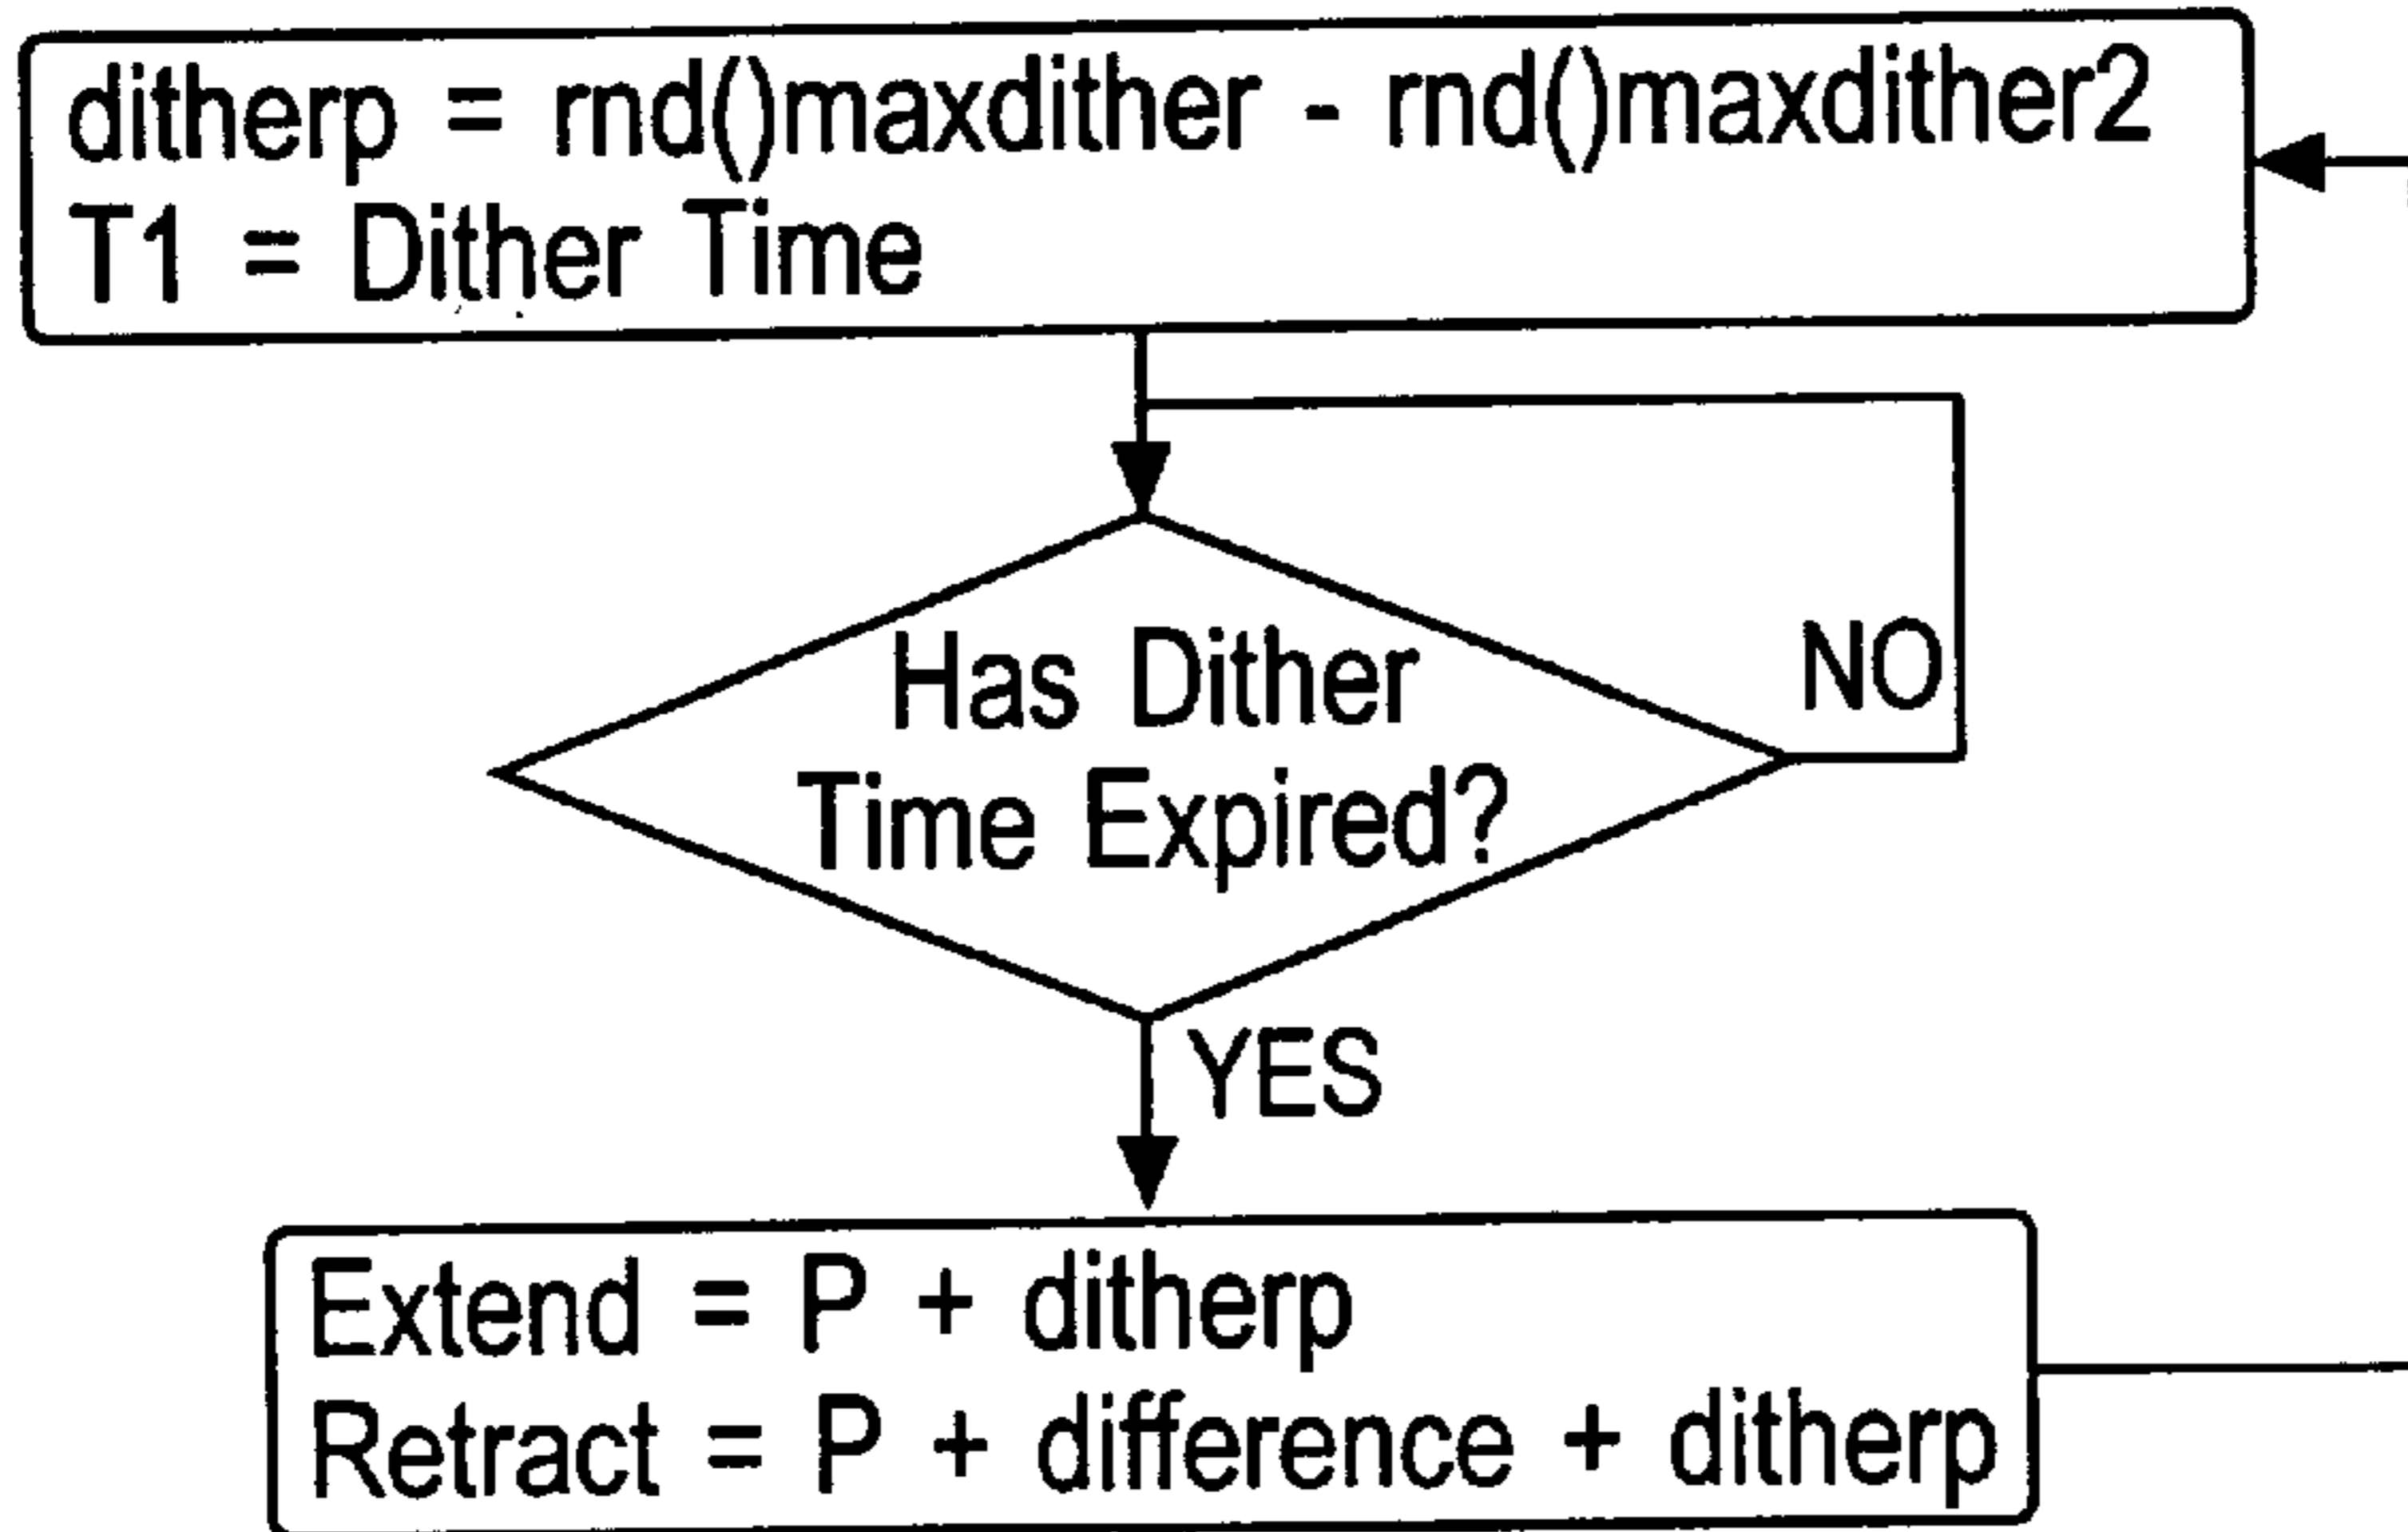 ditherp = rnd()maxdither - rnd()maxdither2
T1 = Dither Time
Has Dither
Time Expired?
NO
YES
Extend = P + ditherp
Retract = P + difference + ditherp